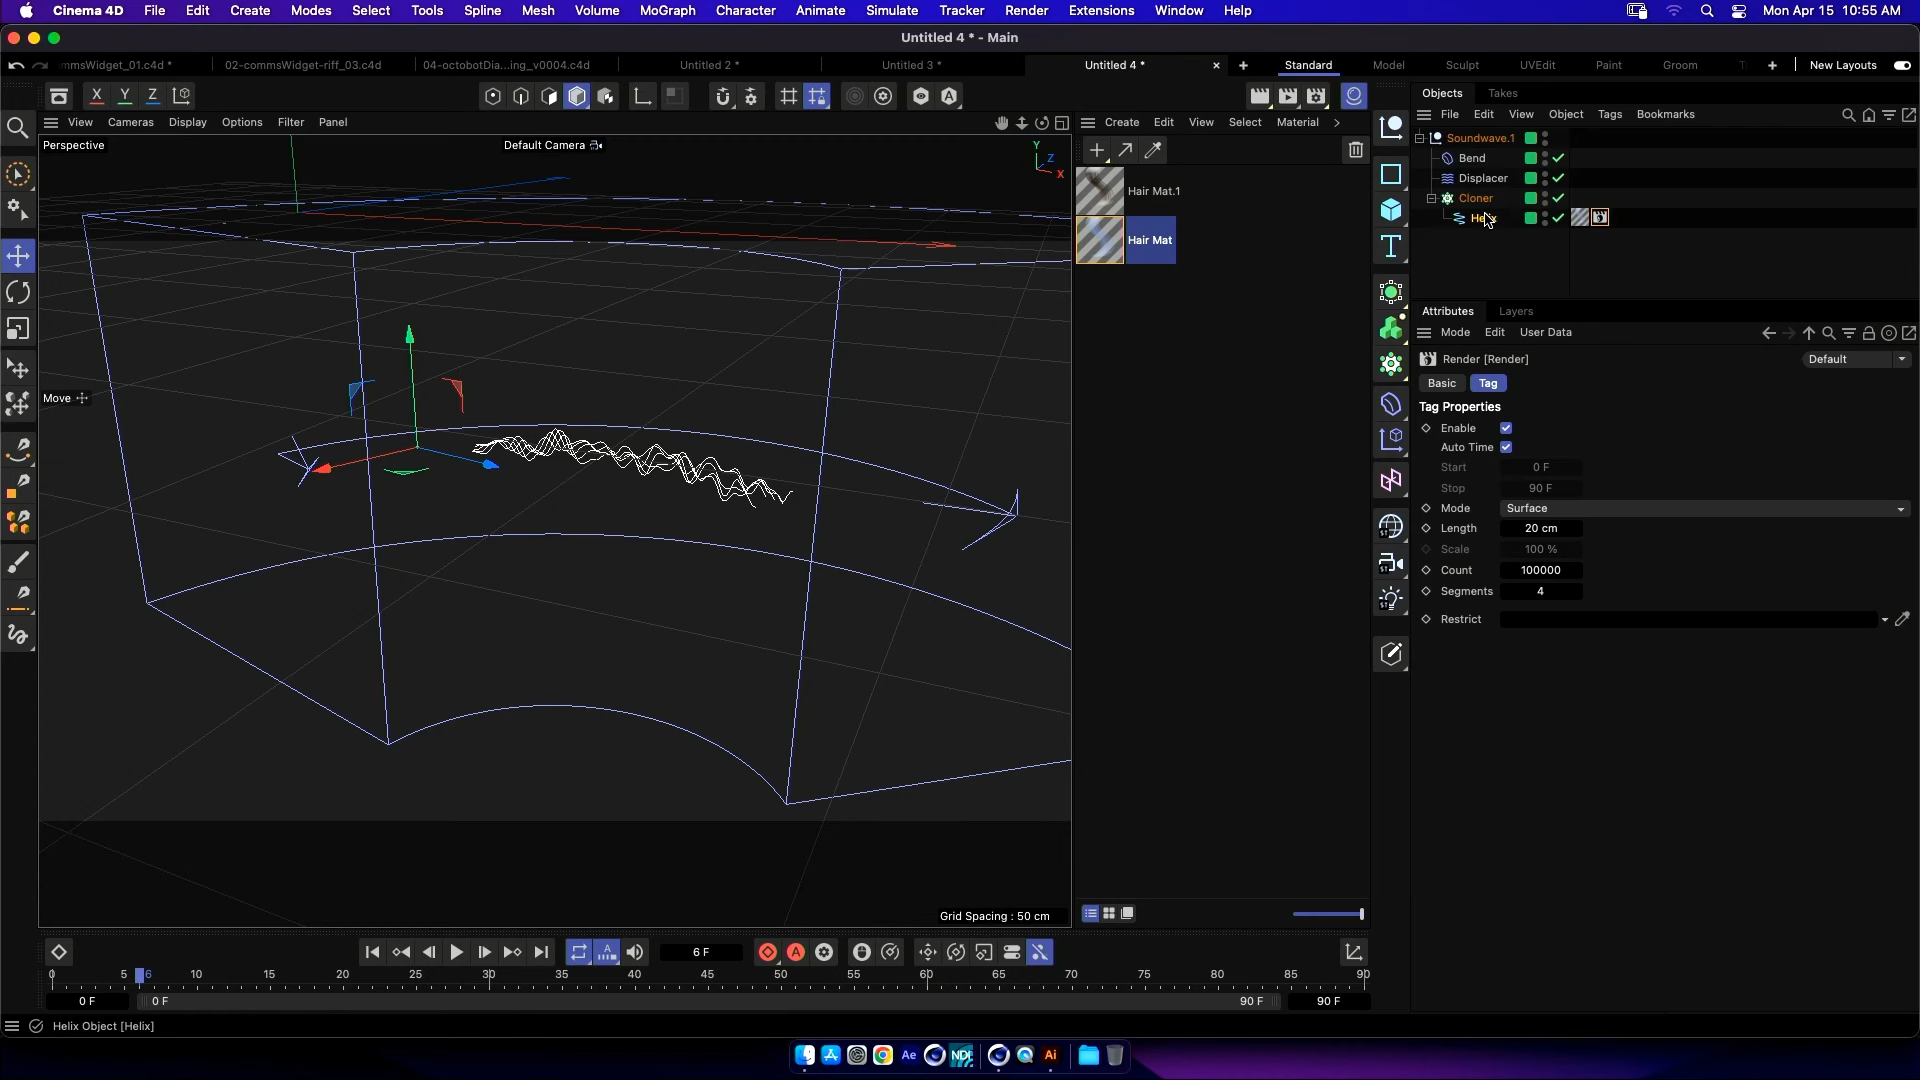 Cinema 4D File Edit Create Modes Select Tools Spline Mesh Volume MoGraph Character Animate Simulate Tracker Render Extensions Window Help Mon Apr 15 10:55 AM
Untitled 4 * - Main
mmsWidget_01.c4d * 02-commsWidget-riff_03.c4d 04-octobotDia...ing_v0004.c4d Untitled 2 * Untitled 3 * Untitled 4 * Standard Model Sculpt UVEdit Paint Groom New Layouts
X Y Z
Objects Takes
File Edit View Object Tags Bookmarks
View Cameras Display Options Filter Panel
Create Edit View Select Material
Perspective
Default Camera
Y
Z
X
Soundwave.1
Bend
Displacer
Cloner
Helix
Hair Mat.1
Hair Mat
Move
Attributes Layers
Mode Edit User Data
Render [Render] Default
Basic Tag
Tag Properties
Enable
Auto Time
Start 0 F
Stop 90 F
Mode Surface
Length 20 cm
Scale 100 %
Count 100000
Segments 4
Restrict
Grid Spacing : 50 cm
6 F
0 5 6 10 15 20 25 30 35 40 45 50 55 60 65 70 75 80 85 90
0 F 0 F 90 F 90 F
Helix Object [Helix]
Ae NDI Ai